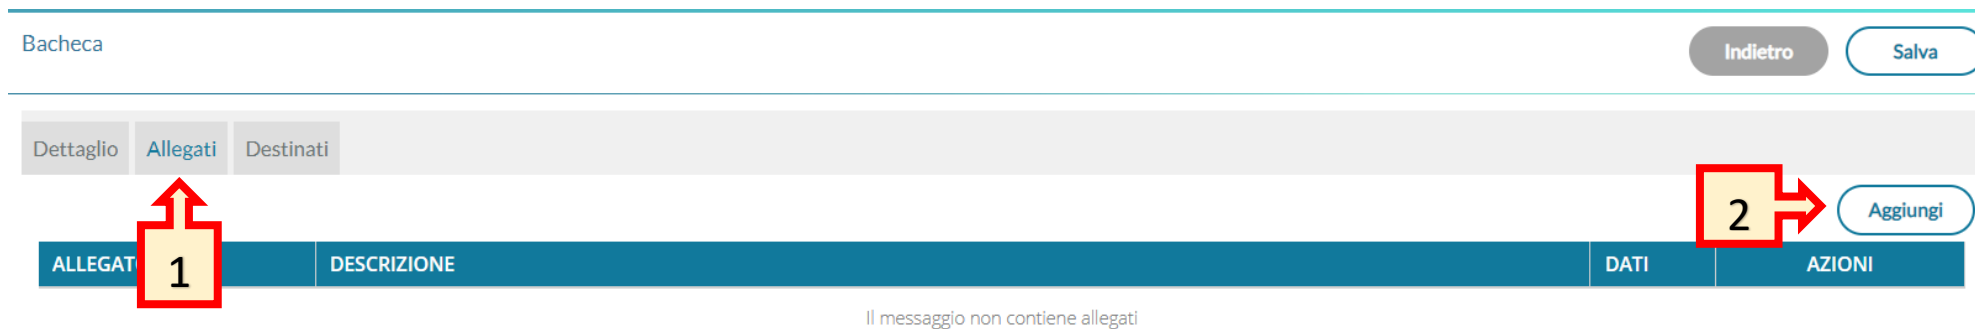 Bacheca
Indietro Salva
Dettaglio Allegati Destinati
2 Aggiungi
1
ALLEGAT DESCRIZIONE DATI AZIONI
Il messaggio non contiene allegati